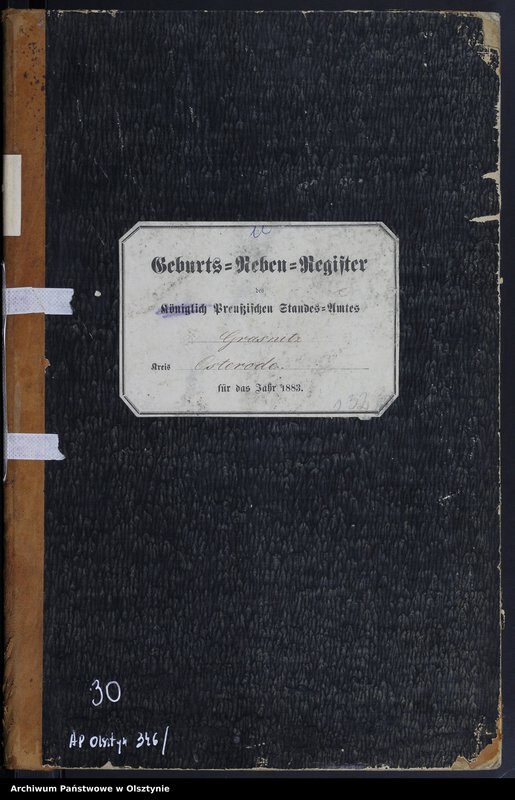 Geburts=Neben=Register
des
Königlich Preußischen Standes=Amtes
Grasnitz
Kreis Osterode.
für das Jahr 1883.
30
AP Olsztyn 346/
Archiwum Państwowe w Olsztynie